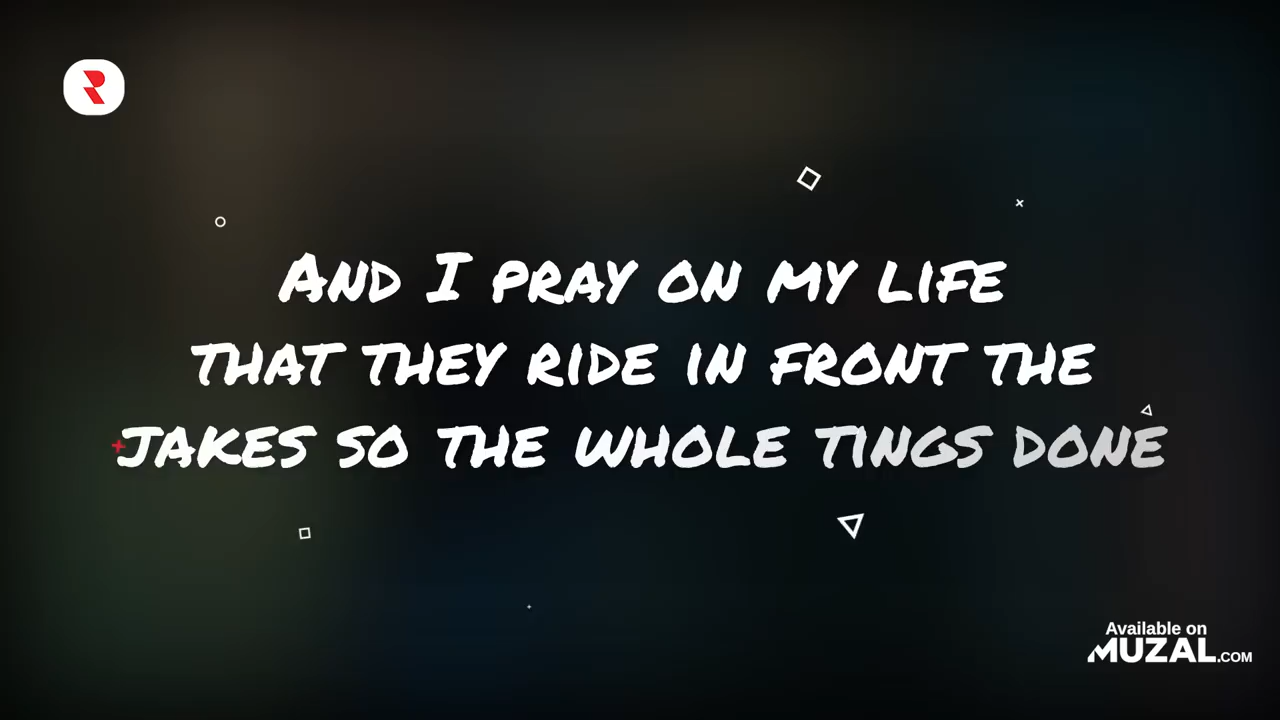 And I pray on my life
that they ride in front the
jakes so the whole tings done
Available on
MUZAL.COM